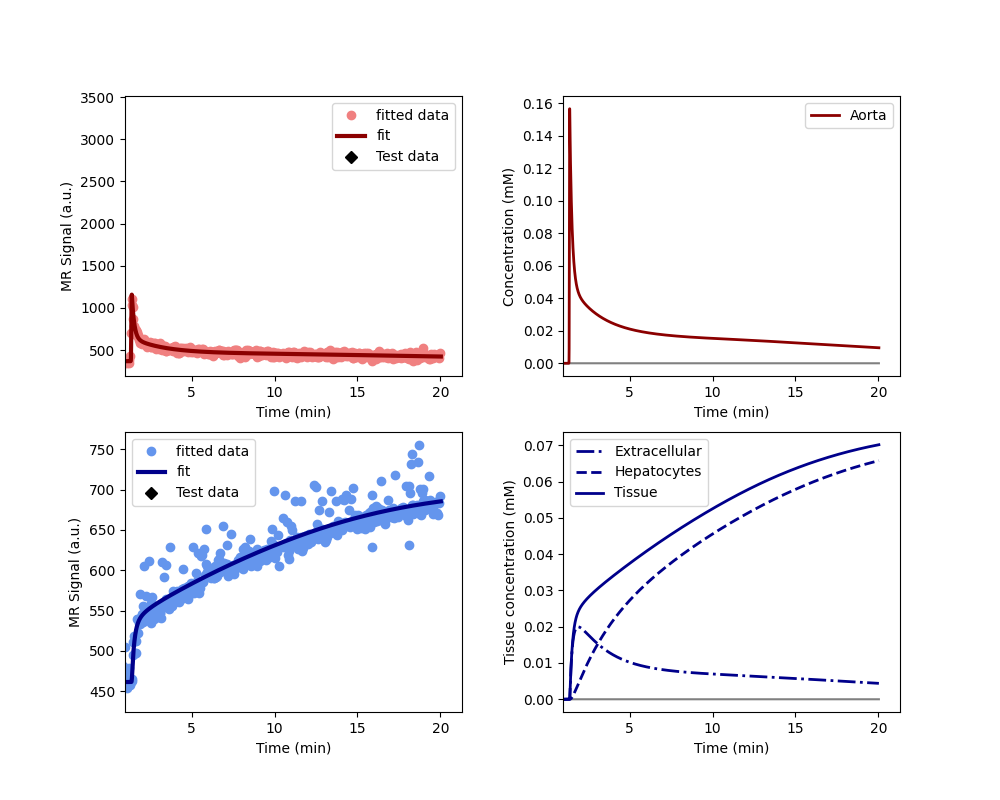 3500
3000
2500
2000
1500
1000
500
MR Signal (a.u.)
fitted data
fit
Test data
5 10 15 20
Time (min)
0.16
0.14
0.12
0.10
0.08
0.06
0.04
0.02
0.00
Concentration (mM)
Aorta
5 10 15 20
Time (min)
750
700
650
600
550
500
450
MR Signal (a.u.)
fitted data
fit
Test data
5 10 15 20
Time (min)
0.07
0.06
0.05
0.04
0.03
0.02
0.01
0.00
Tissue concentration (mM)
Extracellular
Hepatocytes
Tissue
5 10 15 20
Time (min)